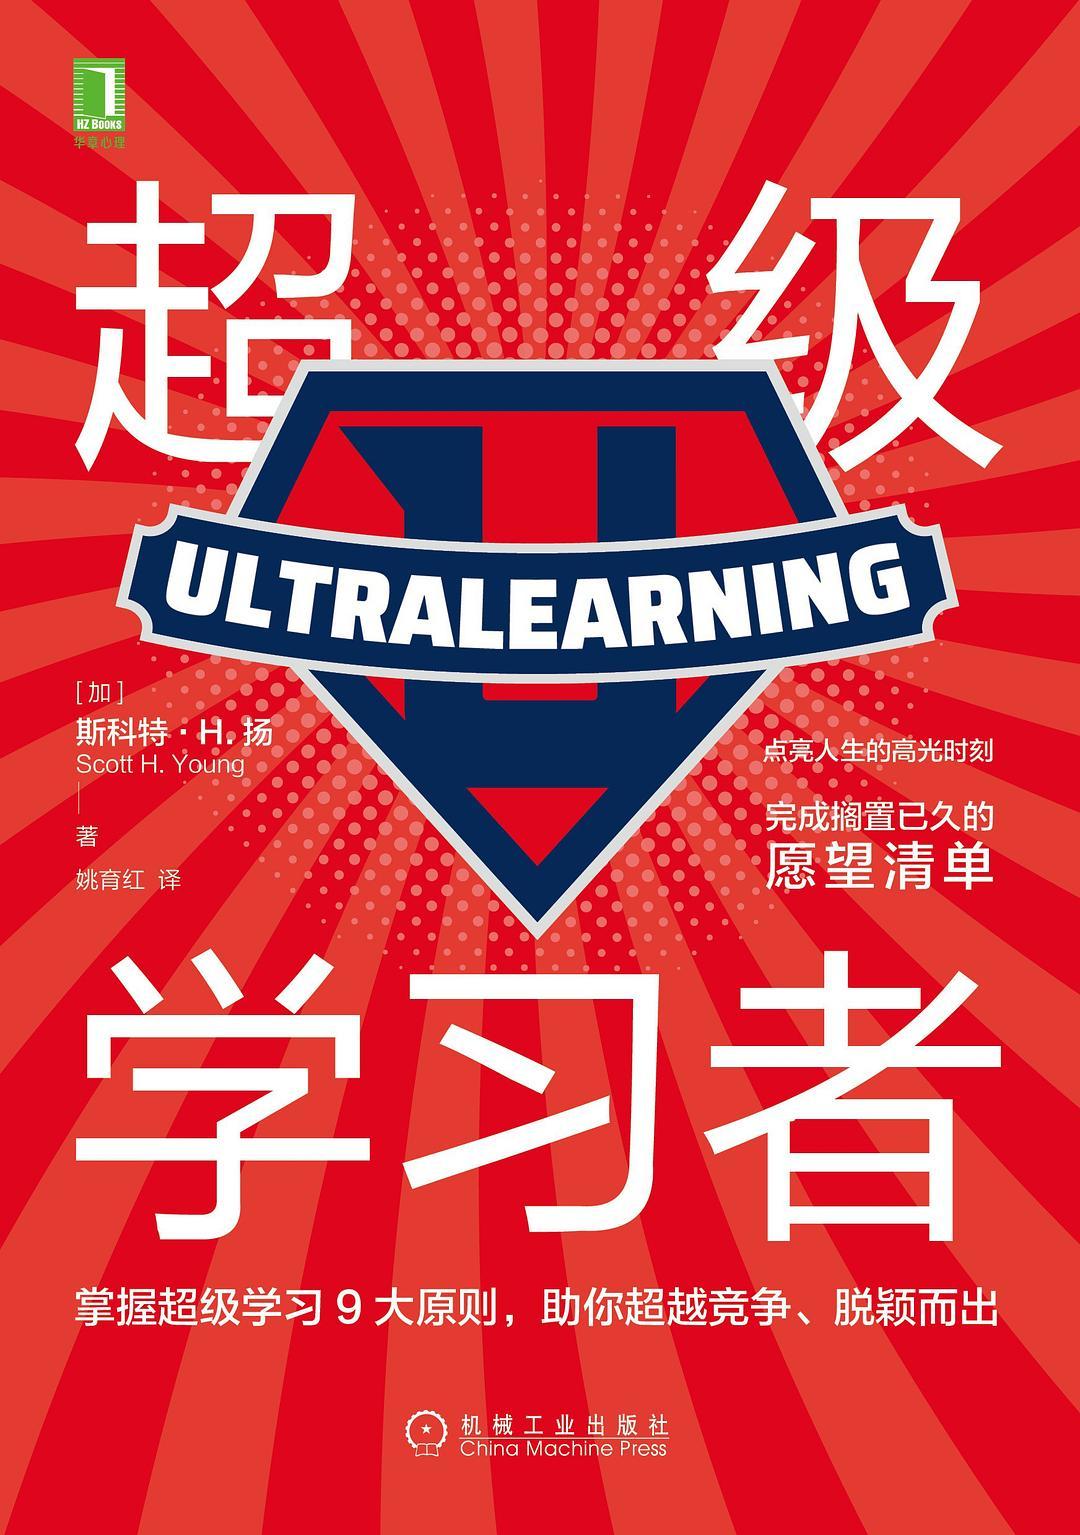 HZ BOOKS
华章心理
超级
ULTRALEARNING
[加]
斯科特·H. 扬
Scott H. Young
著
姚育红 译
点亮人生的高光时刻
完成搁置已久的
愿望清单
学习者
掌握超级学习 9 大原则，助你超越竞争、脱颖而出
机械工业出版社
China Machine Press